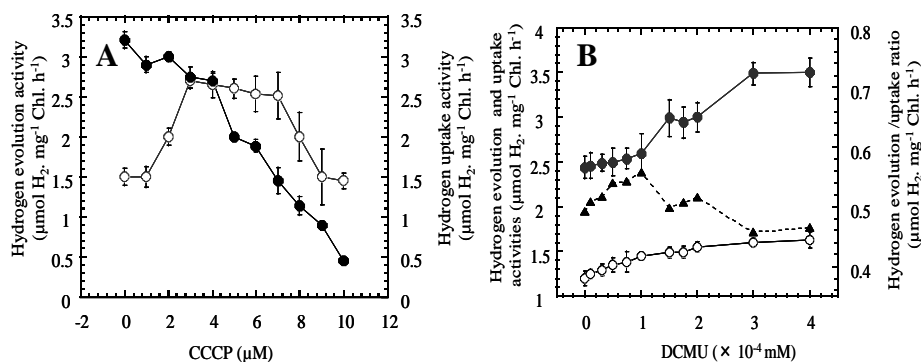 A
Hydrogen evolution activity
(µmol H2. mg-1 Chl. h-1)
3.5
3
2.5
2
1.5
1
0.5
0
3.5
3
2.5
2
1.5
1
0.5
0
Hydrogen uptake activity
(µmol H2. mg-1 Chl. h-1)
-2 0 2 4 6 8 10 12
CCCP (µM)
B
Hydrogen evolution and uptake
activities (µmol H2. mg-1 Chl. h-1)
4
3.5
3
2.5
2
1.5
1
0.8
0.7
0.6
0.5
0.4
Hydrogen evolution /uptake ratio
(µmol H2. mg-1 Chl. h-1)
0 1 2 3 4
DCMU (× 10-4 mM)